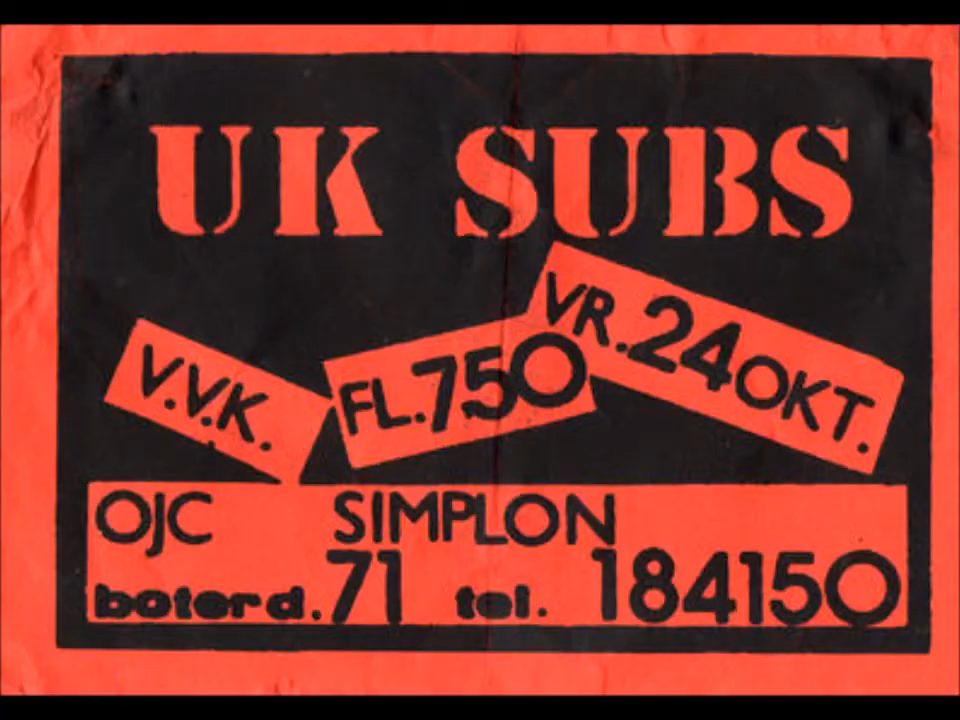 UK SUBS
VR. 24 OKT.
V.V.K. FL. 750
OJC SIMPLON
boterd. 71 tel. 184150